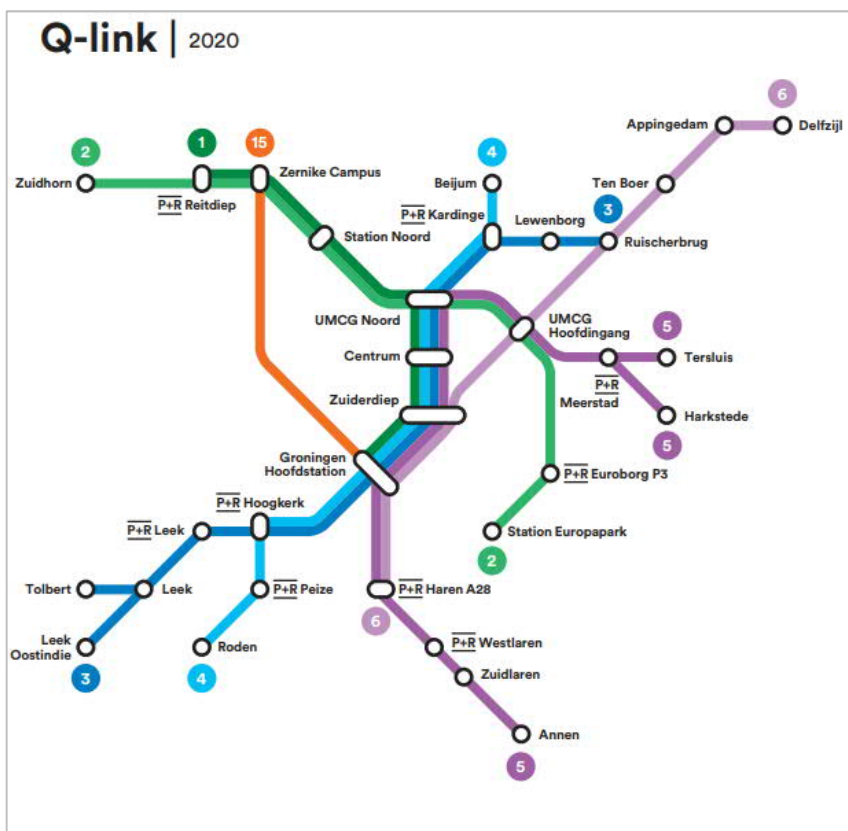 Q-link | 2020
6
Appingedam
Delfzijl
2
1
15
4
Zuidhorn
P+R Reitdiep
Zernike Campus
Beijum
Ten Boer
3
P+R Kardinge
Lewenborg
Station Noord
Ruischerbrug
UMCG Noord
UMCG
Hoofdingang
5
Centrum
Tersluis
P+R
Meerstad
Zuiderdiep
Harkstede
5
Groningen
Hoofdstation
P+R Euroborg P3
P+R Hoogkerk
P+R Leek
Station Europapark
2
Tolbert
Leek
P+R Peize
P+R Haren A28
6
Leek
Oostindie
Roden
P+R Westlaren
3
4
Zuidlaren
Annen
5